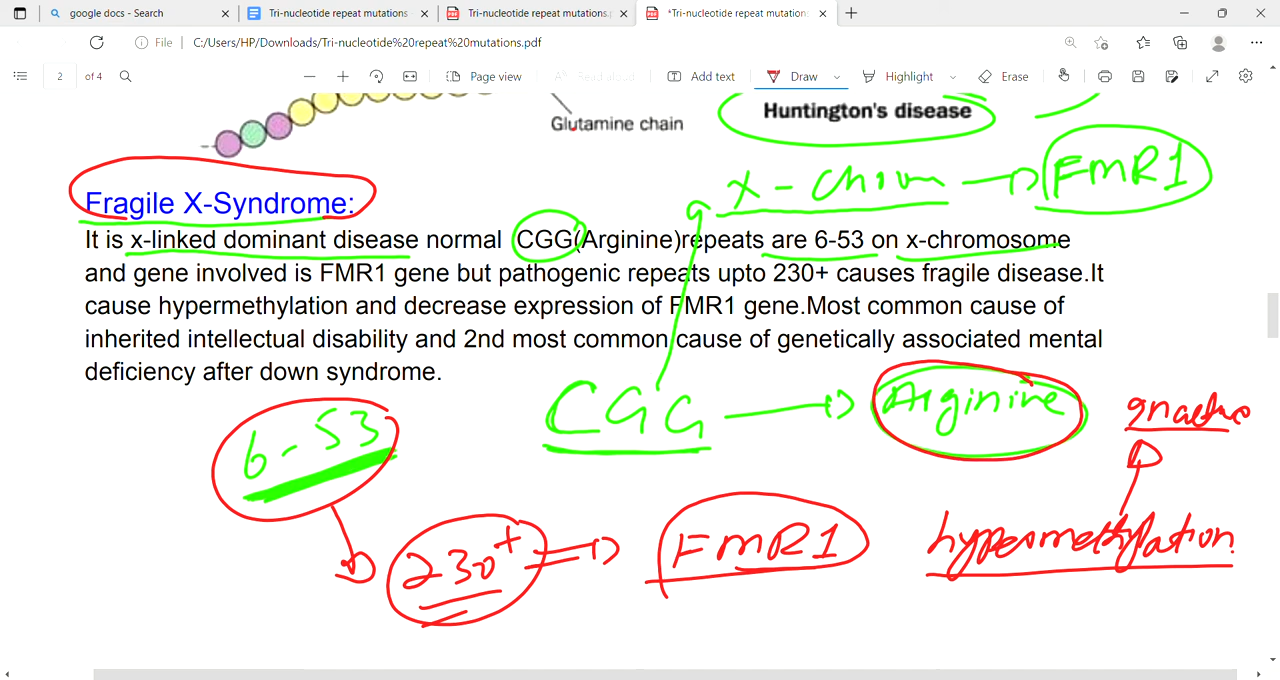 google docs - Search
Tri-nucleotide repeat mutations
Tri-nucleotide repeat mutations.
*Tri-nucleotide repeat mutations
File
C:/Users/HP/Downloads/Tri-nucleotide%20repeat%20mutations.pdf
2 of 4
Page view
Read aloud
Add text
Draw
Highlight
Erase
Huntington's disease
Glutamine chain
X - Chrom
FMR1
Fragile X-Syndrome:
It is x-linked dominant disease normal CGG(Arginine)repeats are 6-53 on x-chromosome
and gene involved is FMR1 gene but pathogenic repeats upto 230+ causes fragile disease.It
cause hypermethylation and decrease expression of FMR1 gene.Most common cause of
inherited intellectual disability and 2nd most common cause of genetically associated mental
deficiency after down syndrome.
CGG
Arginine
6-53
230+
FMR1
hypermethylation